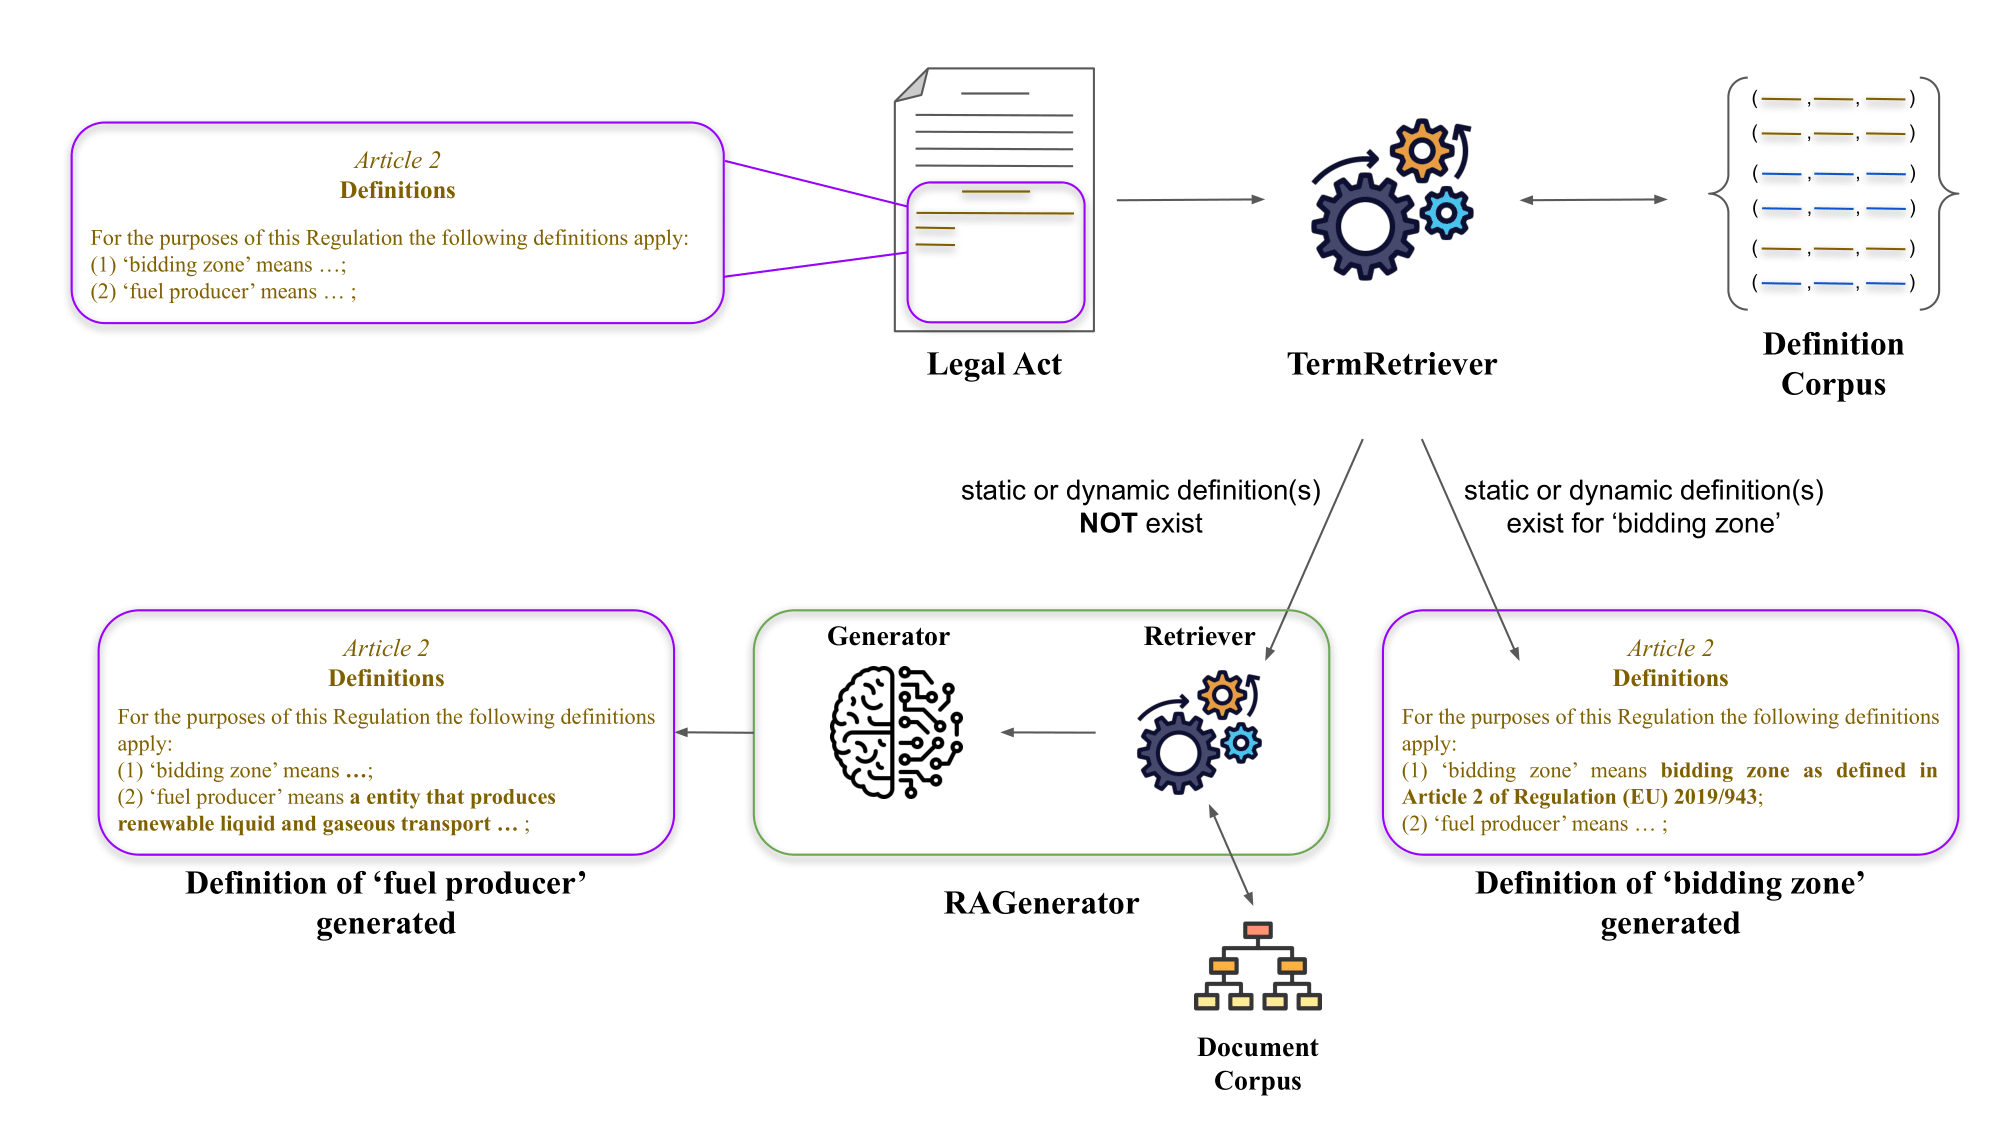 Article 2
Definitions
For the purposes of this Regulation the following definitions apply:
(1) ‘bidding zone’ means …;
(2) ‘fuel producer’ means … ;
Legal Act
TermRetriever
( , , )
( , , )
( , , )
( , , )
( , , )
( , , )
Definition
Corpus
static or dynamic definition(s)
NOT exist
static or dynamic definition(s)
exist for ‘bidding zone’
Article 2
Definitions
For the purposes of this Regulation the following definitions
apply:
(1) ‘bidding zone’ means …;
(2) ‘fuel producer’ means a entity that produces
renewable liquid and gaseous transport … ;
Definition of ‘fuel producer’
generated
Generator
Retriever
RAGenerator
Document
Corpus
Article 2
Definitions
For the purposes of this Regulation the following definitions
apply:
(1) ‘bidding zone’ means bidding zone as defined in
Article 2 of Regulation (EU) 2019/943;
(2) ‘fuel producer’ means … ;
Definition of ‘bidding zone’
generated